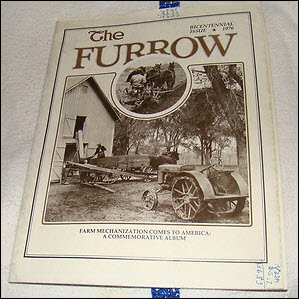 The
FURROW
BICENTENNIAL
ISSUE ★ 1976
FARM MECHANIZATION COMES TO AMERICA:
A COMMEMORATIVE ALBUM